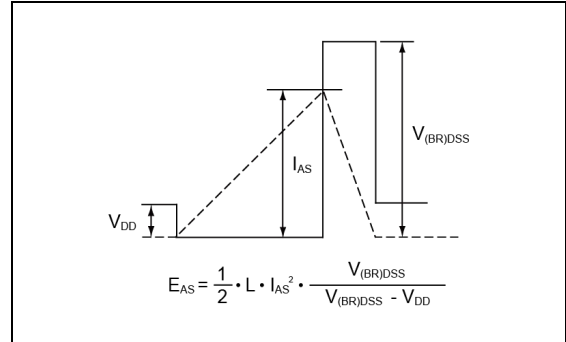 V(BR)DSS
IAS
VDD
EAS = 1/2 • L • IAS² • V(BR)DSS / (V(BR)DSS - VDD)